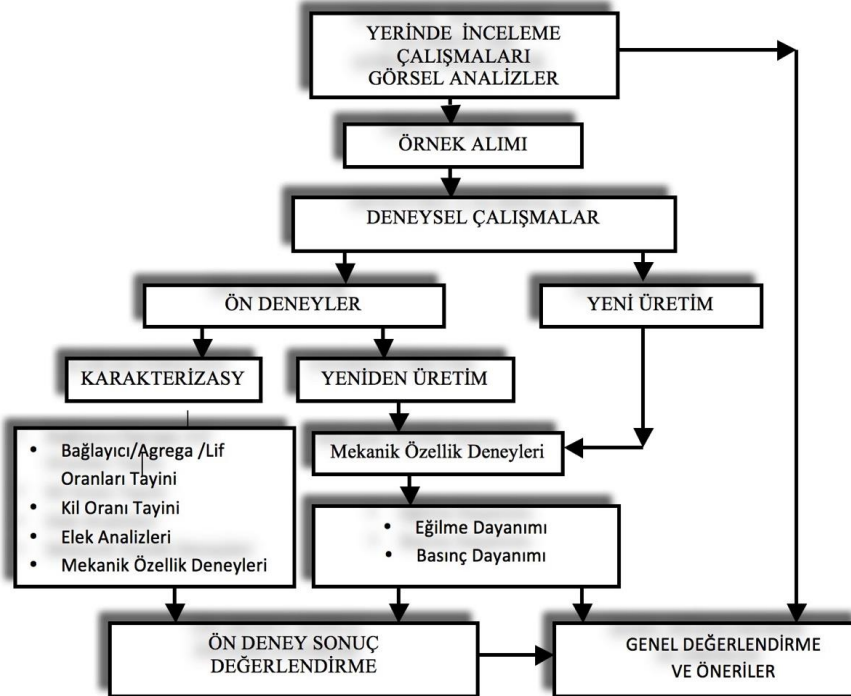 YERİNDE İNCELEME
ÇALIŞMALARI
GÖRSEL ANALİZLER
ÖRNEK ALIMI
DENEYSEL ÇALIŞMALAR
ÖN DENEYLER
YENİ ÜRETİM
KARAKTERİZASY
YENİDEN ÜRETİM
• Bağlayıcı/Agrega /Lif
Oranları Tayini
• Kil Oranı Tayini
• Elek Analizleri
• Mekanik Özellik Deneyleri
Mekanik Özellik Deneyleri
• Eğilme Dayanımı
• Basınç Dayanımı
ÖN DENEY SONUÇ
DEĞERLENDİRME
GENEL DEĞERLENDİRME
VE ÖNERİLER